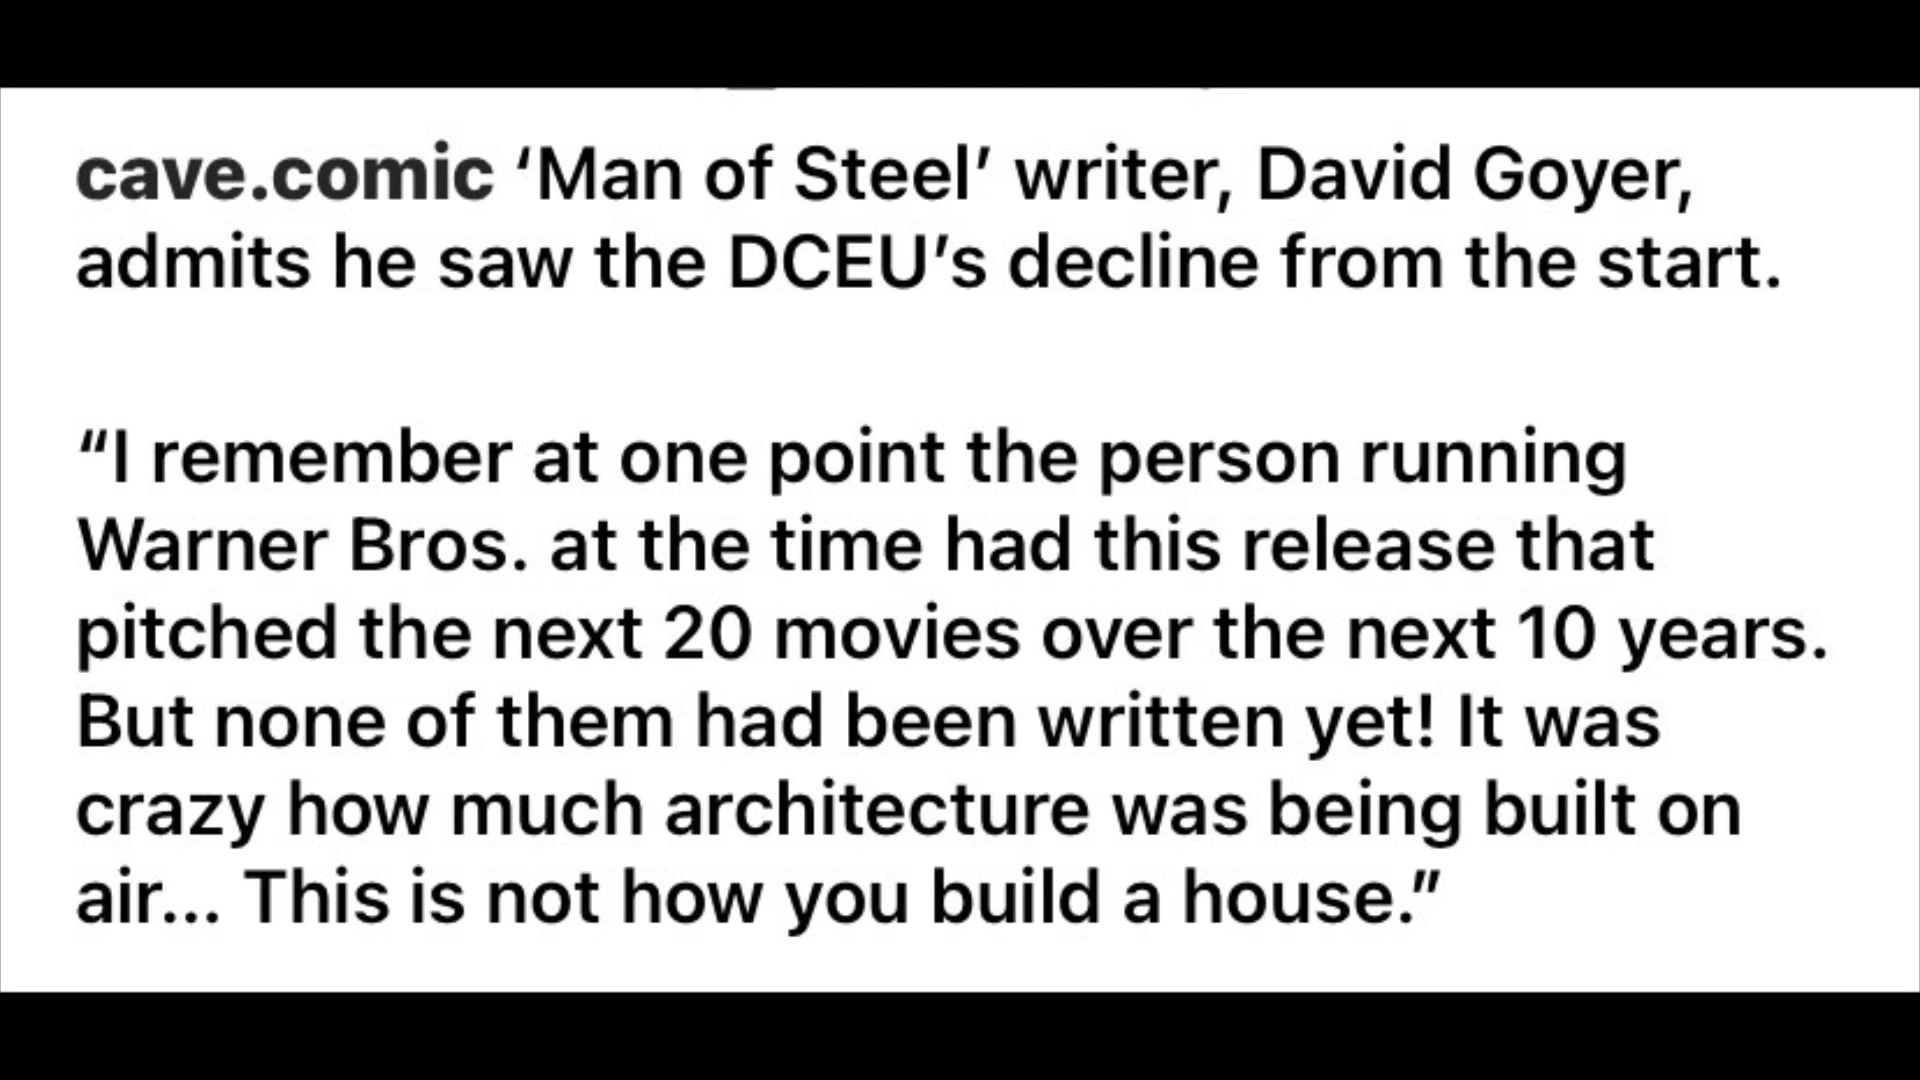 cave.comic ‘Man of Steel’ writer, David Goyer,
admits he saw the DCEU’s decline from the start.
“I remember at one point the person running
Warner Bros. at the time had this release that
pitched the next 20 movies over the next 10 years.
But none of them had been written yet! It was
crazy how much architecture was being built on
air... This is not how you build a house.”